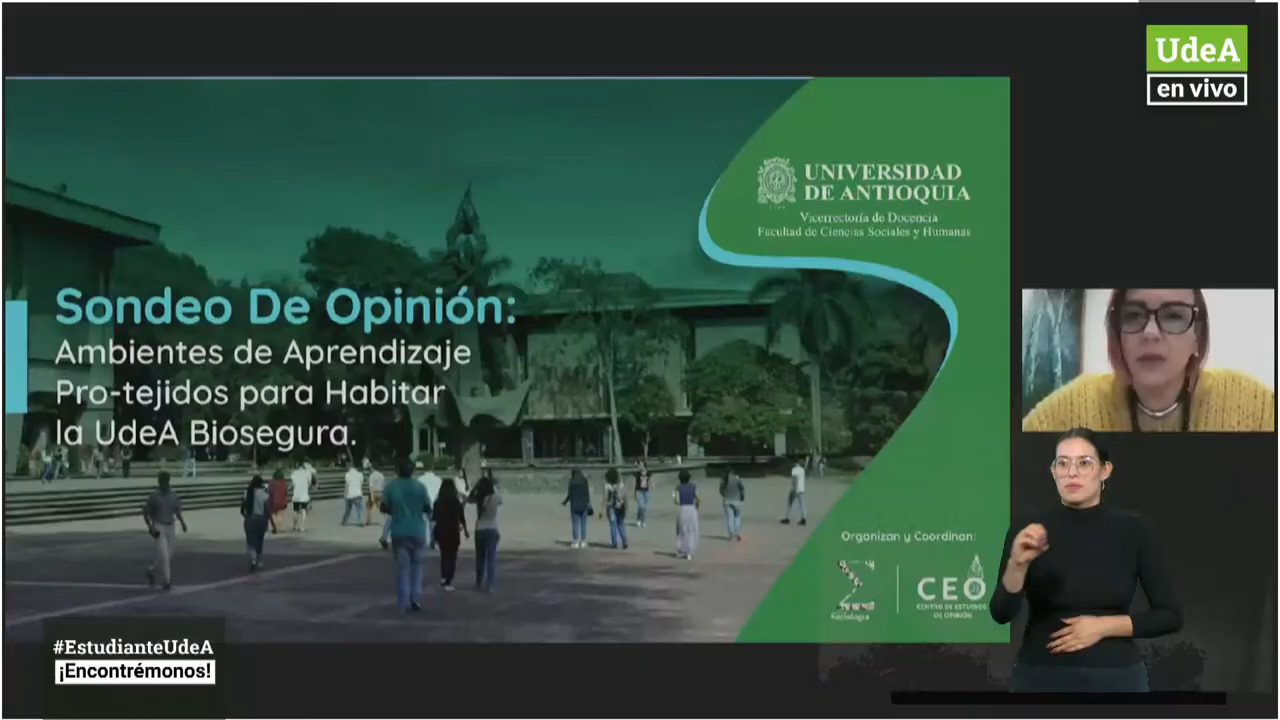 UdeA
en vivo
UNIVERSIDAD
DE ANTIOQUIA
Vicerrectoría de Docencia
Facultad de Ciencias Sociales y Humanas
Sondeo De Opinión:
Ambientes de Aprendizaje
Pro-tejidos para Habitar
la UdeA Biosegura.
Organizan y Coordinan:
Sociología
CEO
CENTRO DE ESTUDIOS
DE OPINIÓN
#EstudianteUdeA
¡Encontrémonos!